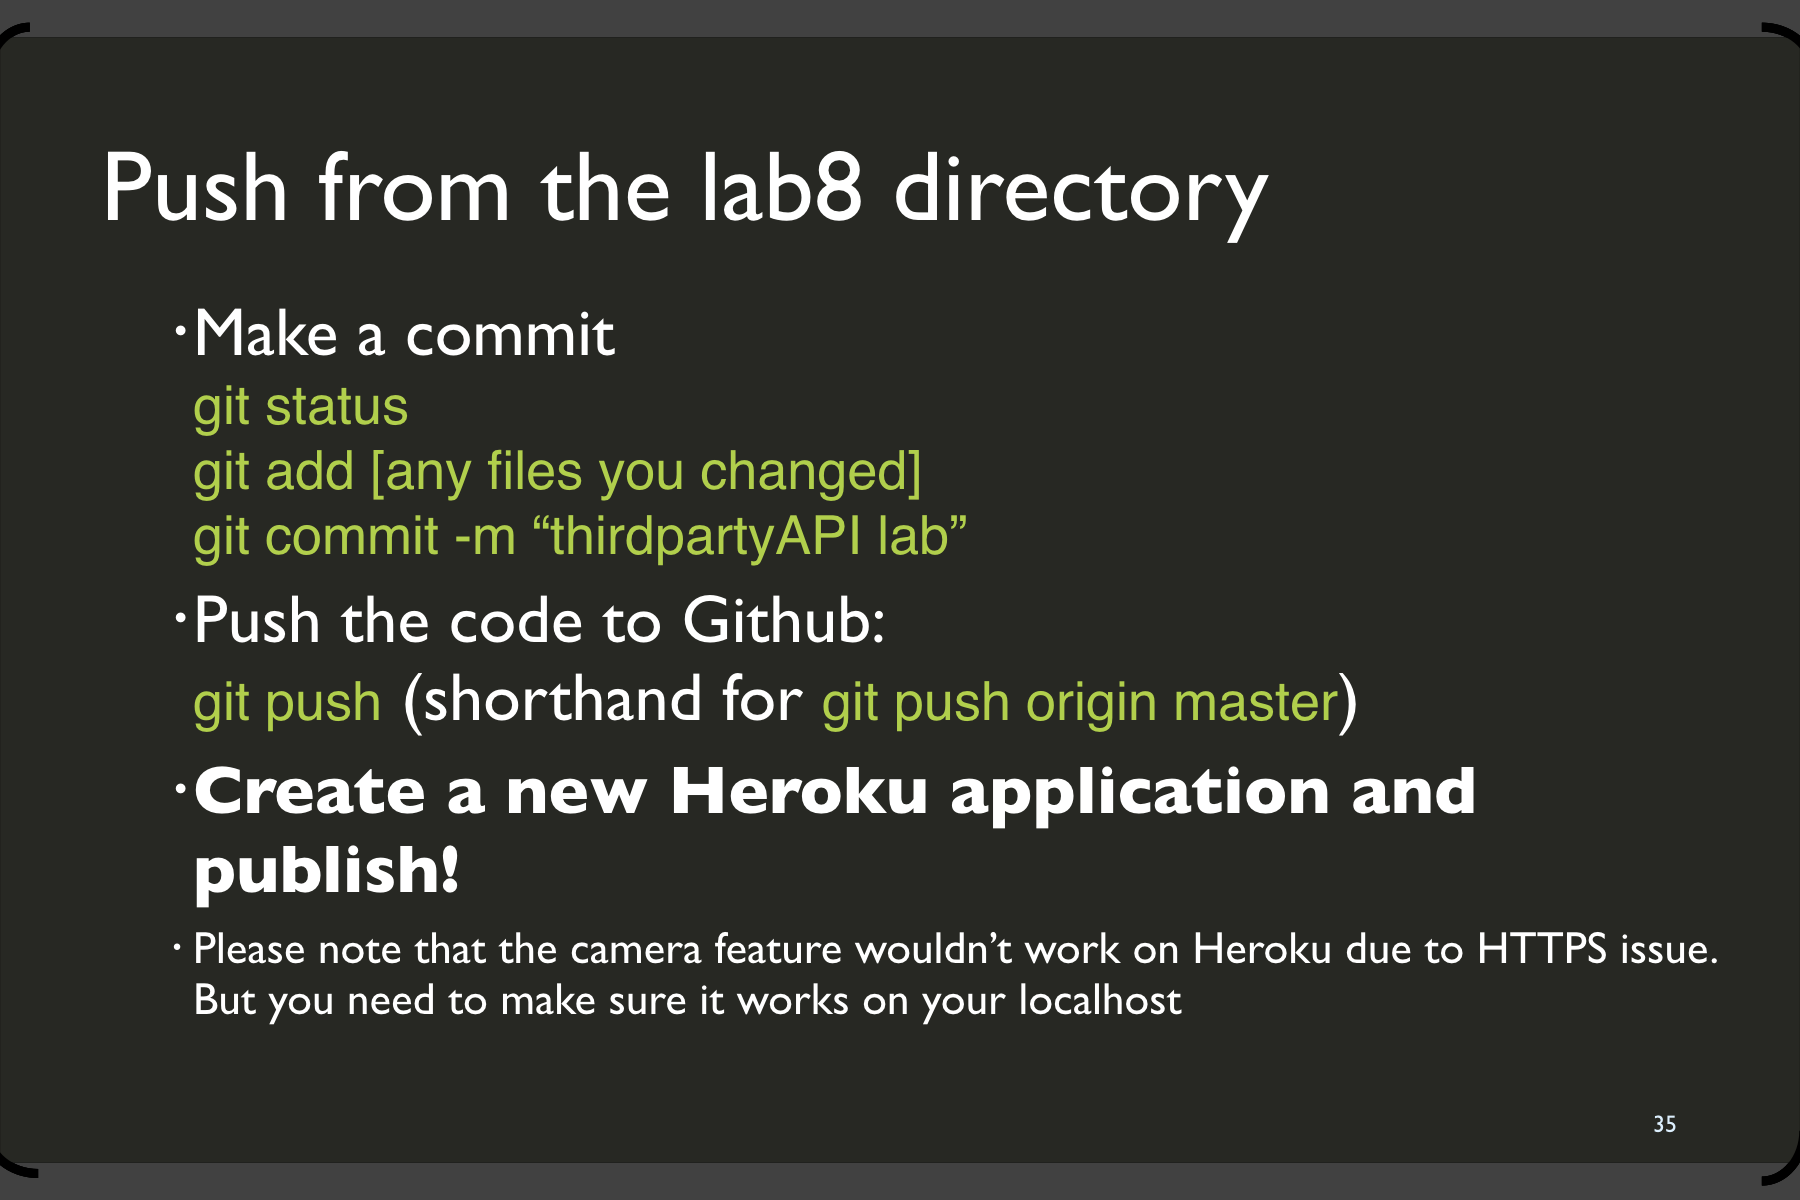 Push from the lab8 directory
•Make a commit
git status
git add [any files you changed]
git commit -m “thirdpartyAPI lab”
•Push the code to Github:
git push (shorthand for git push origin master)
•Create a new Heroku application and
publish!
• Please note that the camera feature wouldn’t work on Heroku due to HTTPS issue.
But you need to make sure it works on your localhost
35